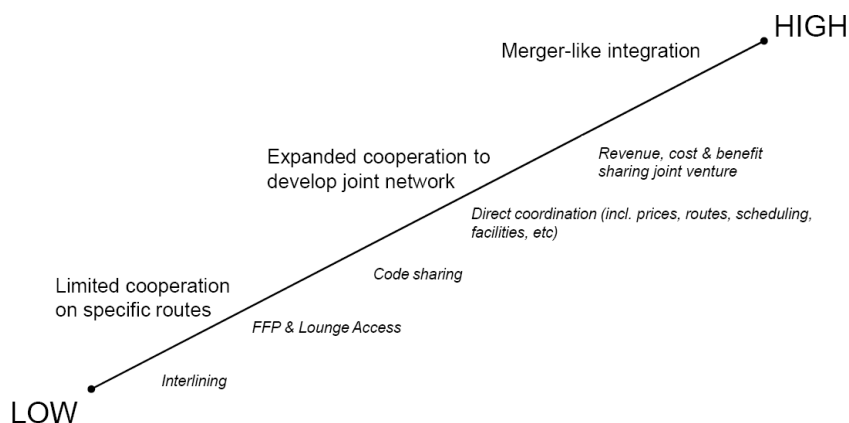 HIGH
Merger-like integration
Expanded cooperation to
develop joint network
Revenue, cost & benefit
sharing joint venture
Direct coordination (incl. prices, routes, scheduling,
facilities, etc)
Code sharing
Limited cooperation
on specific routes
FFP & Lounge Access
Interlining
LOW